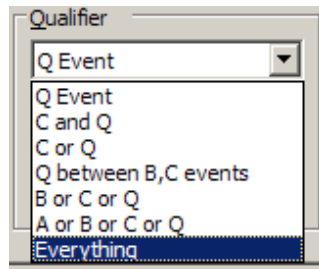 Qualifier
Q Event
Q Event
C and Q
C or Q
Q between B,C events
B or C or Q
A or B or C or Q
Everything